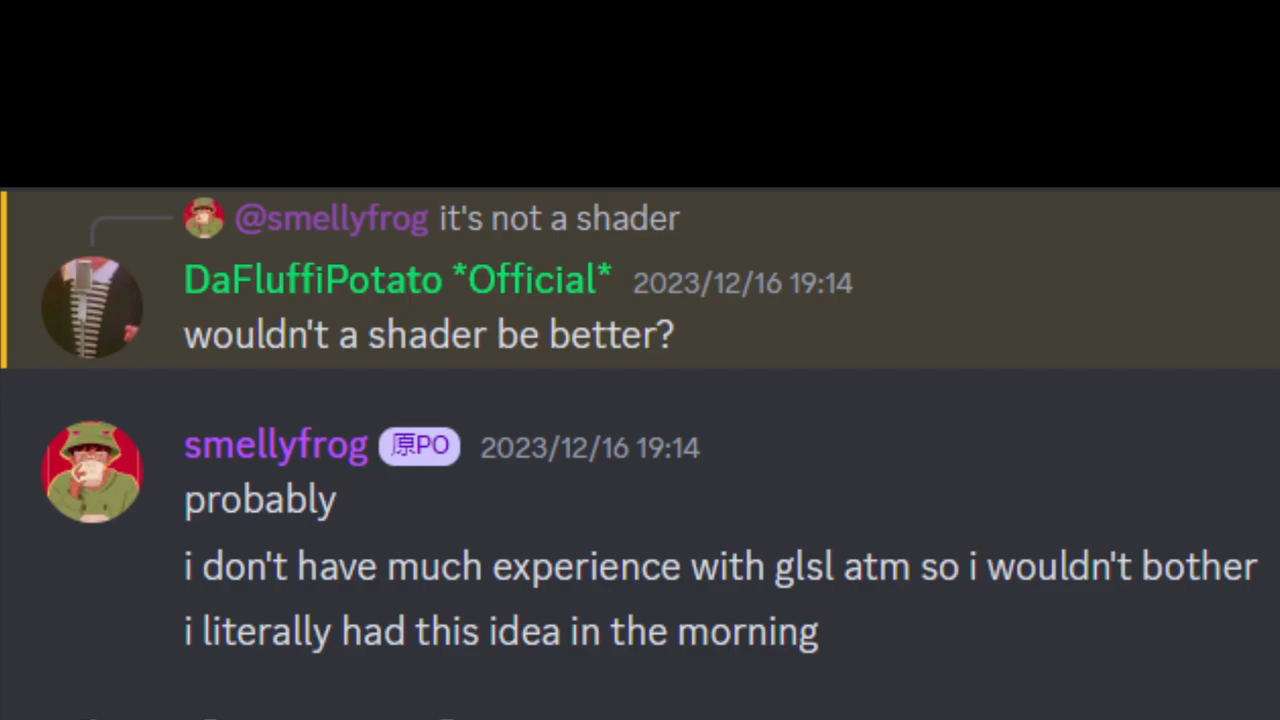 @smellyfrog it's not a shader
DaFluffiPotato *Official* 2023/12/16 19:14
wouldn't a shader be better?
smellyfrog 原PO 2023/12/16 19:14
probably
i don't have much experience with glsl atm so i wouldn't bother
i literally had this idea in the morning